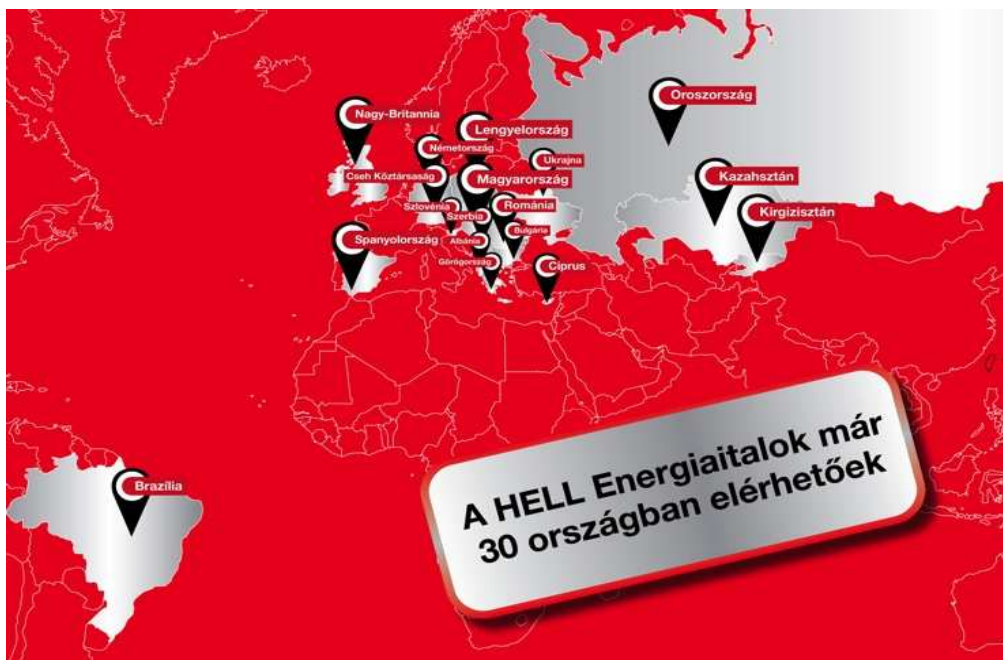 Oroszország
Nagy-Britannia
Lengyelország
Németország
Ukrajna
Cseh Köztársaság
Magyarország
Kazahsztán
Szlovénia
Románia
Kirgizisztán
Szerbia
Bulgária
Spanyolország
Albánia
Görögország
Ciprus
Brazília
A HELL Energiaitalok már
30 országban elérhetőek